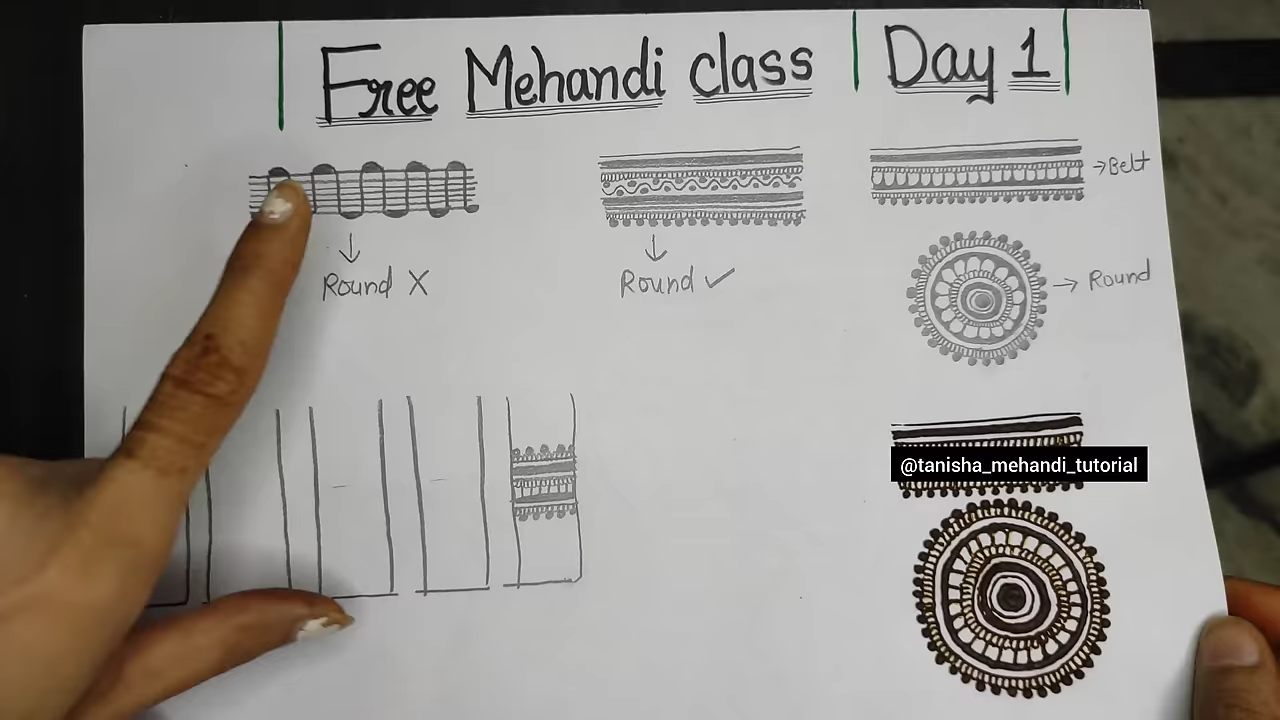 Free Mehandi class Day 1
→Belt
Round X
Round ✓
→ Round
@tanisha_mehandi_tutorial